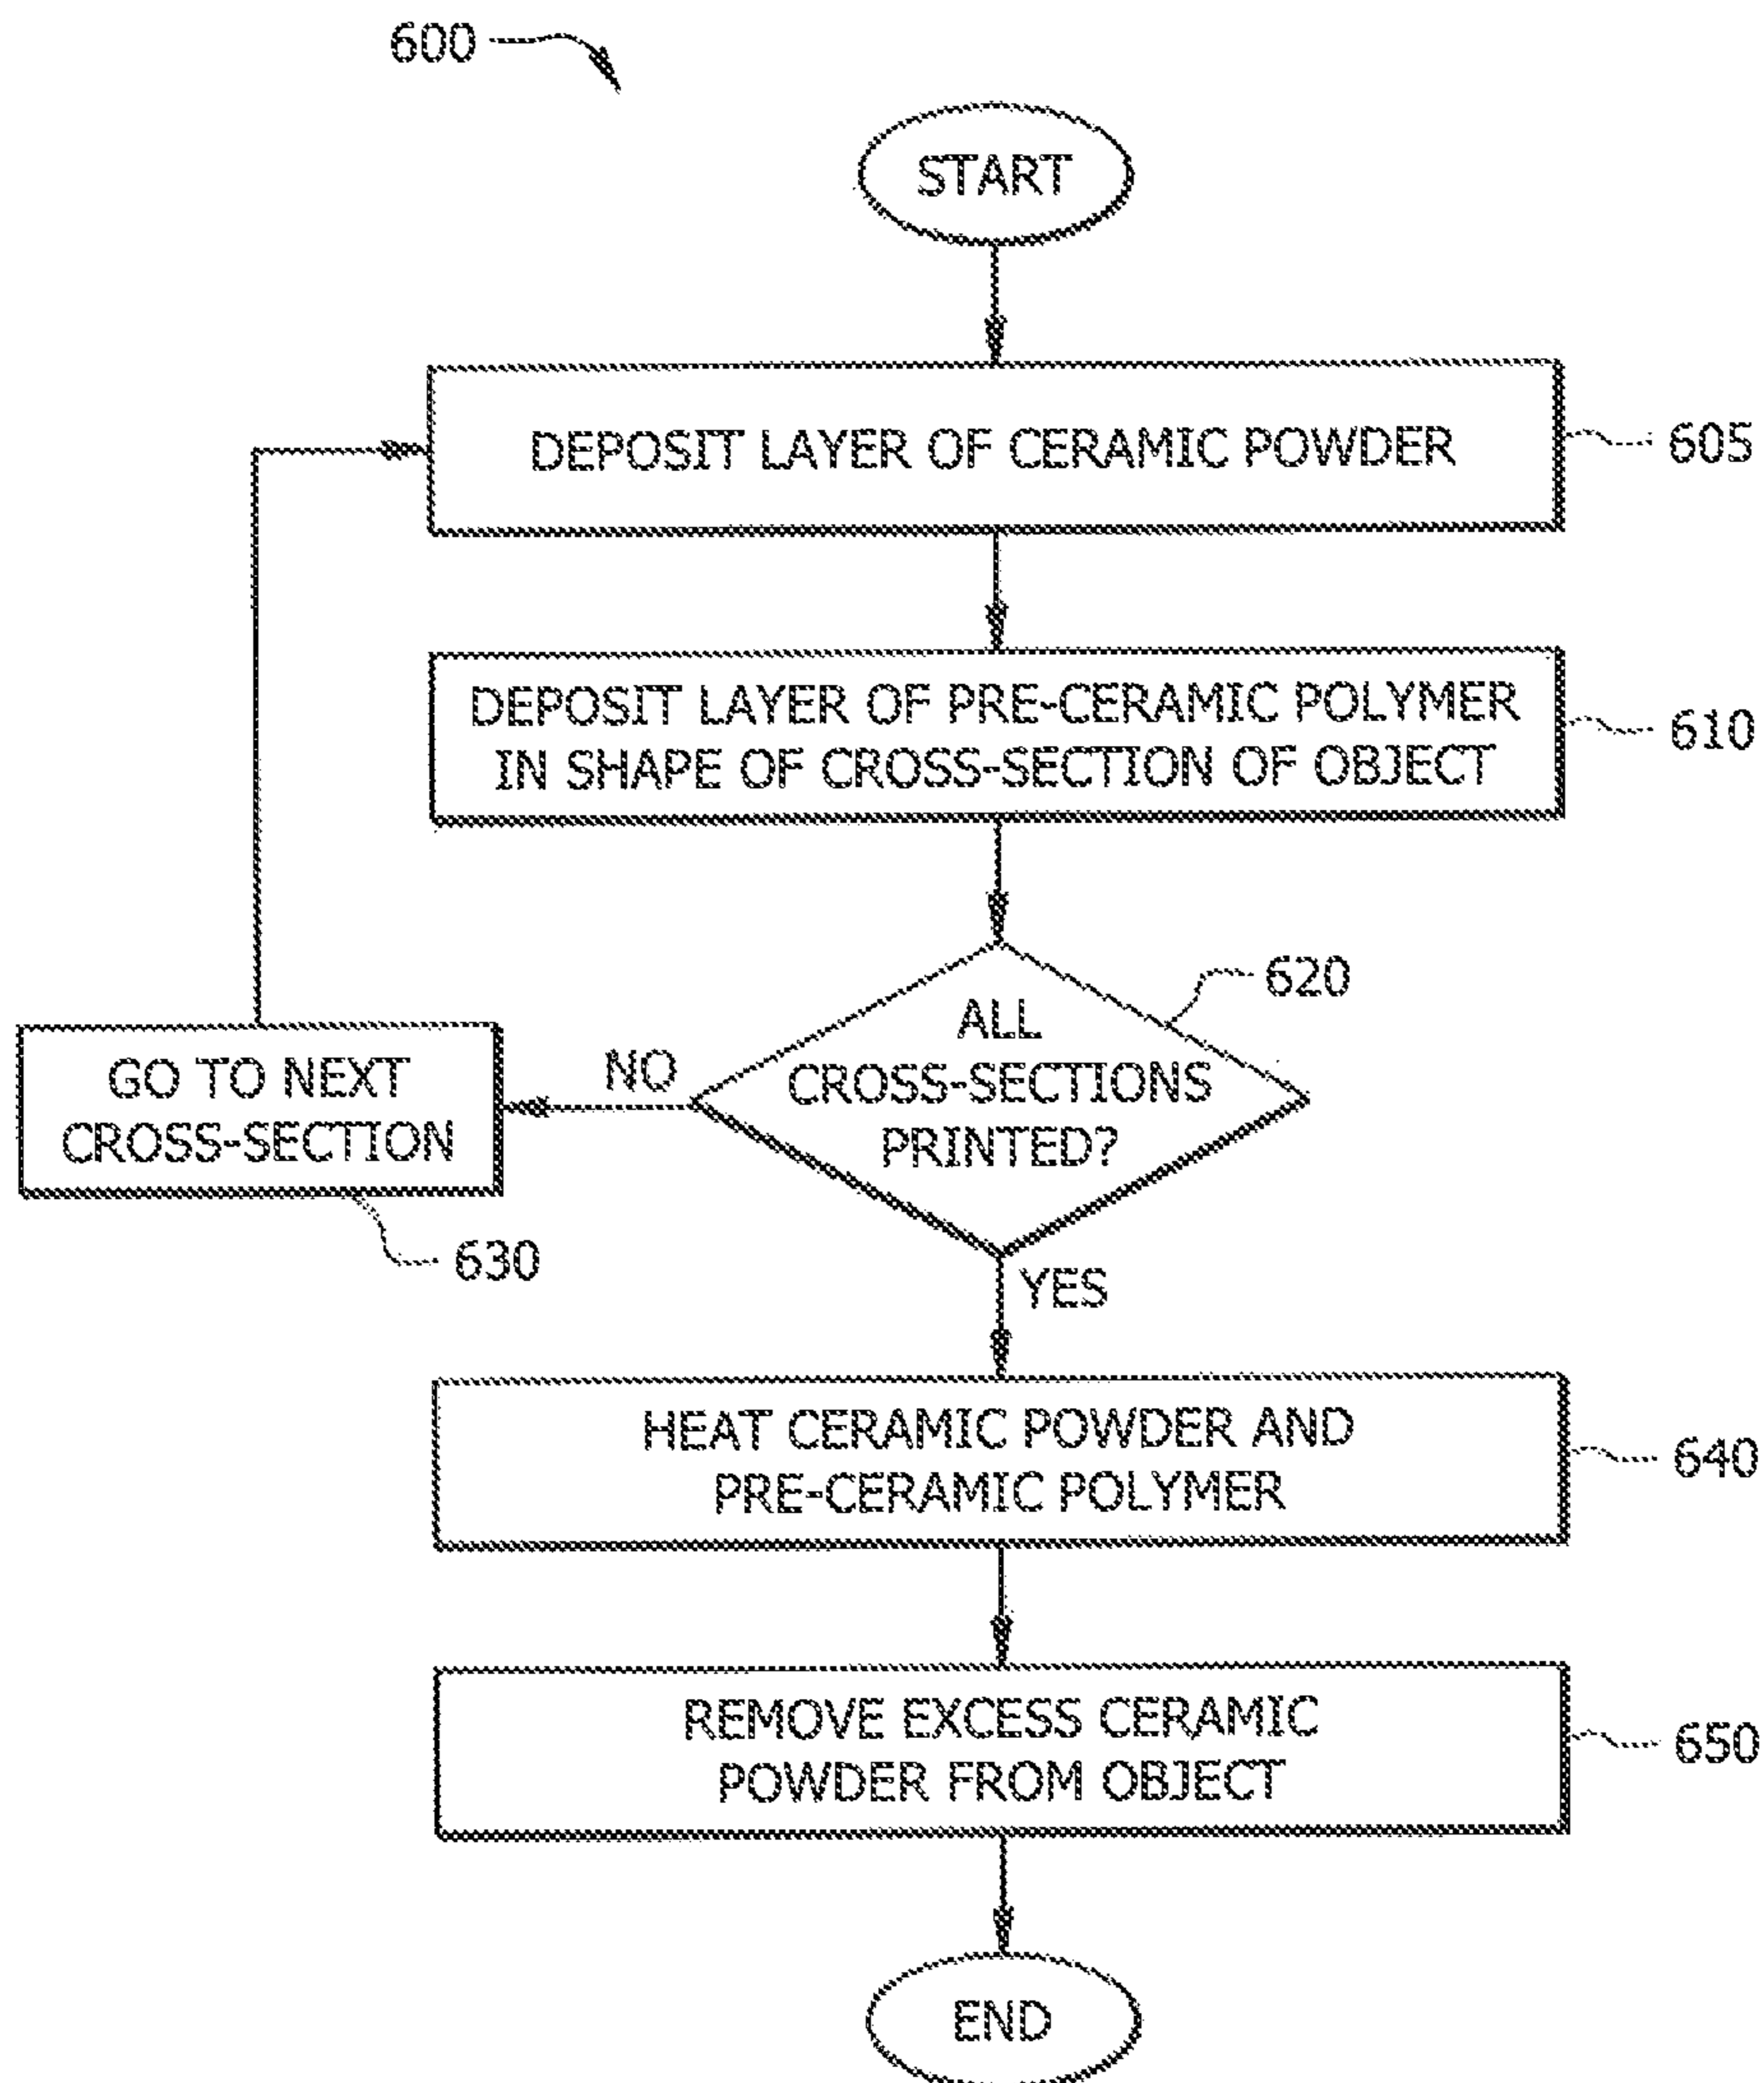 600
START
DEPOSIT LAYER OF CERAMIC POWDER
605
DEPOSIT LAYER OF PRE-CERAMIC POLYMER
IN SHAPE OF CROSS-SECTION OF OBJECT
610
620
ALL
CROSS-SECTIONS
PRINTED?
NO
GO TO NEXT
CROSS-SECTION
630
YES
HEAT CERAMIC POWDER AND
PRE-CERAMIC POLYMER
640
REMOVE EXCESS CERAMIC
POWDER FROM OBJECT
650
END